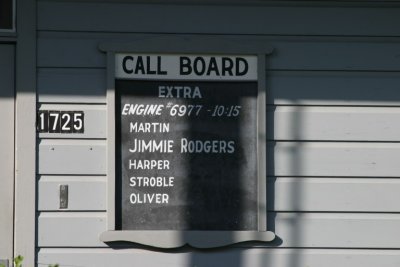 CALL BOARD
EXTRA
ENGINE #6977 - 10:15
MARTIN
JIMMIE RODGERS
HARPER
STROBLE
OLIVER
1725